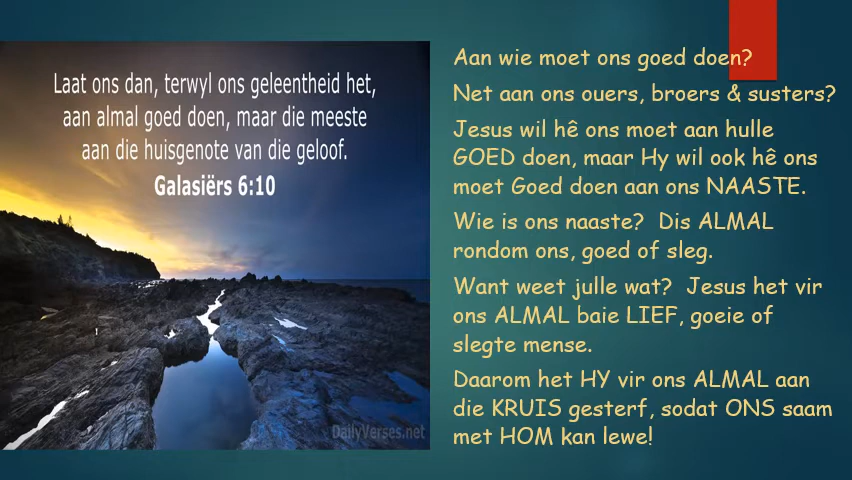 Laat ons dan, terwyl ons geleentheid het,
aan almal goed doen, maar die meeste
aan die huisgenote van die geloof.
Galasiërs 6:10
DailyVerses.net
Aan wie moet ons goed doen?
Net aan ons ouers, broers & susters?
Jesus wil hê ons moet aan hulle
GOED doen, maar Hy wil ook hê ons
moet Goed doen aan ons NAASTE.
Wie is ons naaste? Dis ALMAL
rondom ons, goed of sleg.
Want weet julle wat? Jesus het vir
ons ALMAL baie LIEF, goeie of
slegte mense.
Daarom het HY vir ons ALMAL aan
die KRUIS gesterf, sodat ONS saam
met HOM kan lewe!